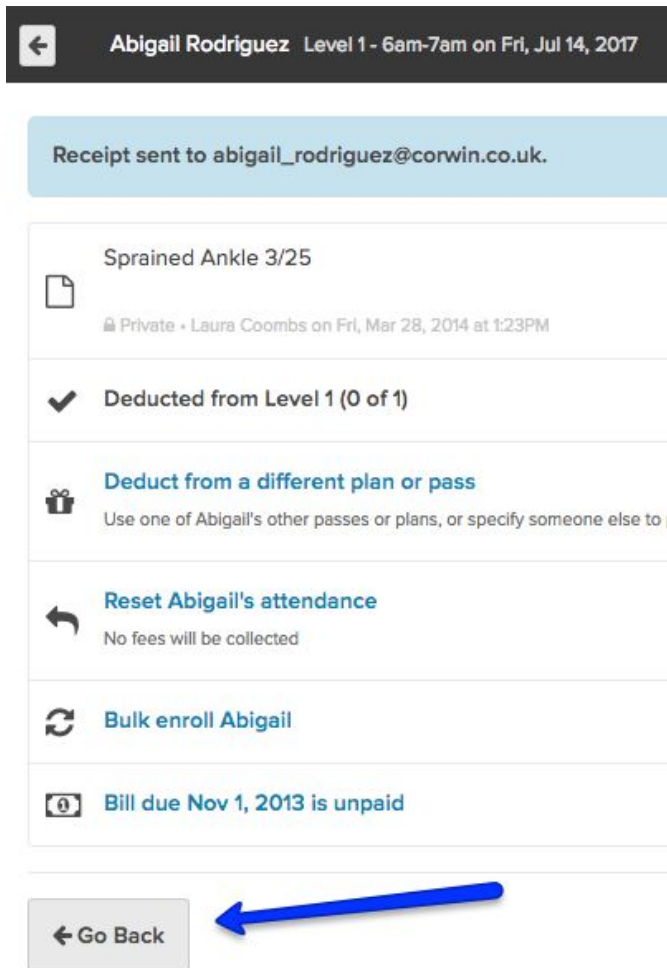 Abigail Rodriguez Level 1 - 6am-7am on Fri, Jul 14, 2017
Receipt sent to abigail_rodriguez@corwin.co.uk.
Sprained Ankle 3/25
Private • Laura Coombs on Fri, Mar 28, 2014 at 1:23PM
Deducted from Level 1 (0 of 1)
Deduct from a different plan or pass
Use one of Abigail's other passes or plans, or specify someone else to
Reset Abigail's attendance
No fees will be collected
Bulk enroll Abigail
Bill due Nov 1, 2013 is unpaid
Go Back